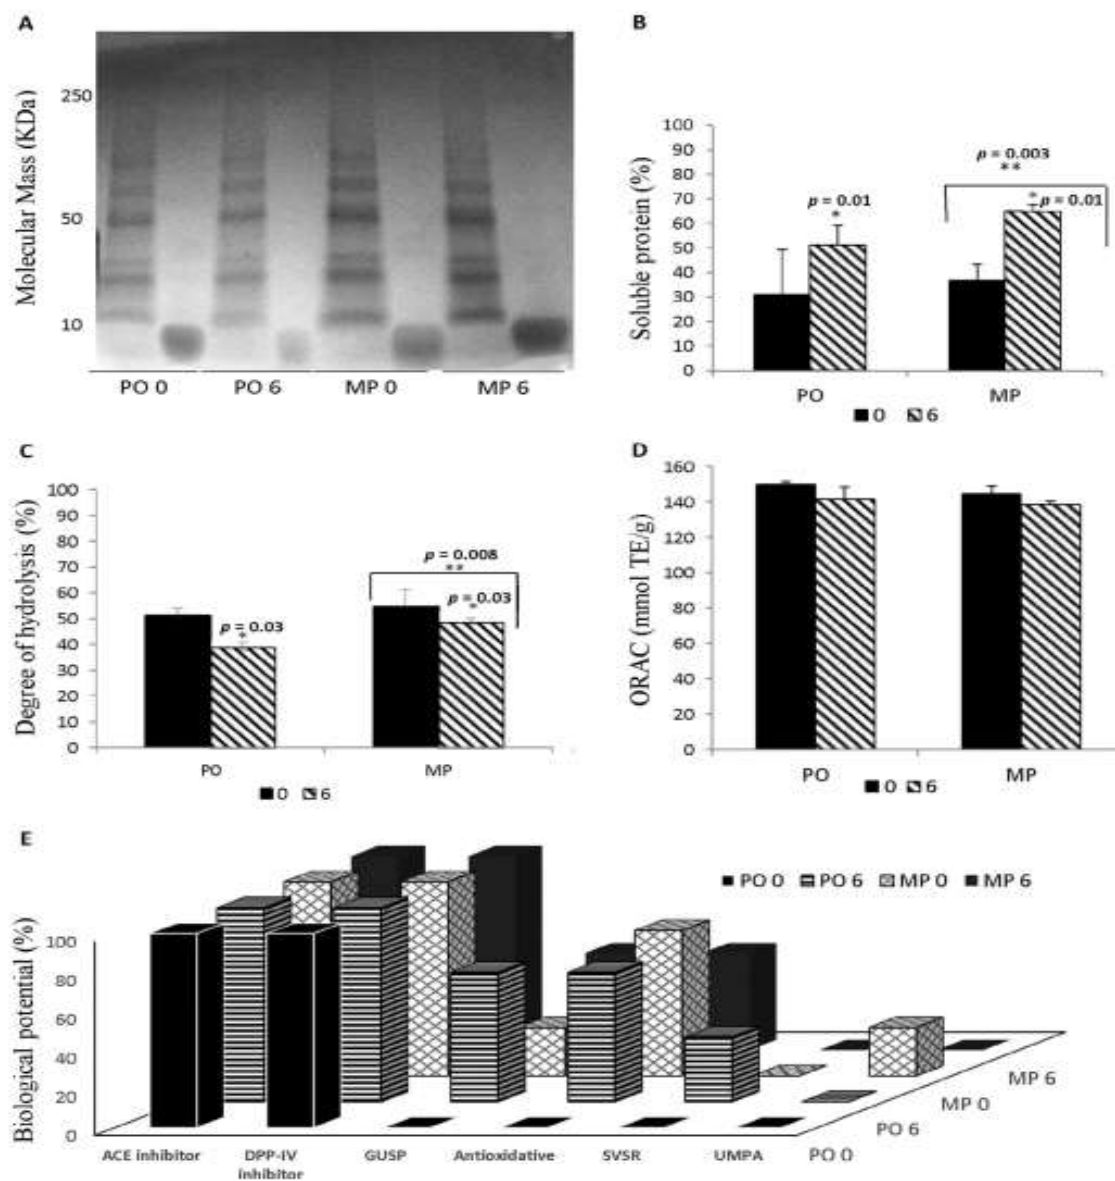 A
Molecular Mass (KDa)
250
50
10
PO 0 PO 6 MP 0 MP 6
B
Soluble protein (%)
100
90
80
70
60
50
40
30
20
10
0
p = 0.01
*
p = 0.003
**
* p = 0.01
PO MP
0 6
C
Degree of hydrolysis (%)
100
90
80
70
60
50
40
30
20
10
0
p = 0.03
*
p = 0.008
**
p = 0.03
*
PO MP
0 6
D
ORAC (mmol TE/g)
160
140
120
100
80
60
40
20
0
PO MP
0 6
E
Biological potential (%)
100
80
60
40
20
0
PO 0 PO 6 MP 0 MP 6
ACE inhibitor DPP-IV inhibitor GUSP Antioxidative SVSR UMPA
PO 0
PO 6
MP 0
MP 6